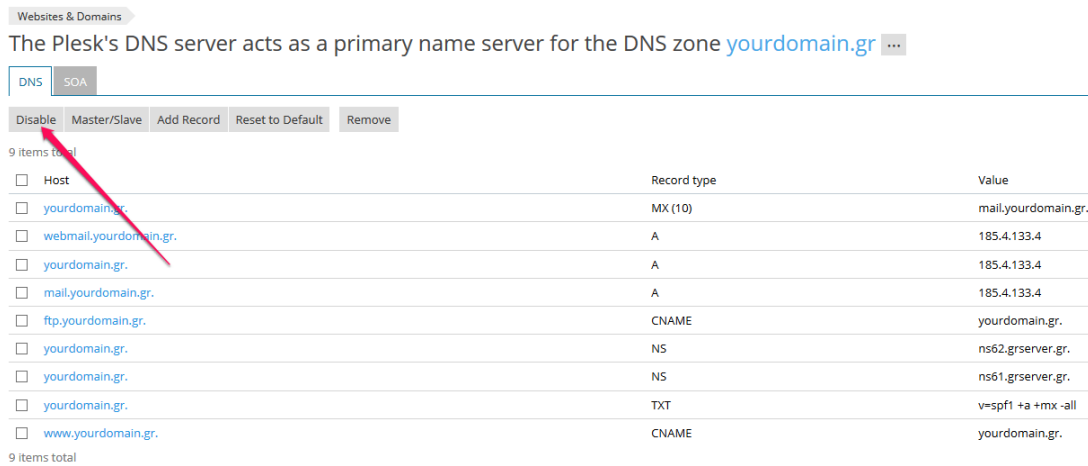 Websites & Domains
The Plesk's DNS server acts as a primary name server for the DNS zone yourdomain.gr ...
DNS SOA
Disable Master/Slave Add Record Reset to Default Remove
9 items total
Host Record type Value
yourdomain.gr. MX (10) mail.yourdomain.gr.
webmail.yourdomain.gr. A 185.4.133.4
yourdomain.gr. A 185.4.133.4
mail.yourdomain.gr. A 185.4.133.4
ftp.yourdomain.gr. CNAME yourdomain.gr.
yourdomain.gr. NS ns62.grserver.gr.
yourdomain.gr. NS ns61.grserver.gr.
yourdomain.gr. TXT v=spf1 +a +mx -all
www.yourdomain.gr. CNAME yourdomain.gr.
9 items total